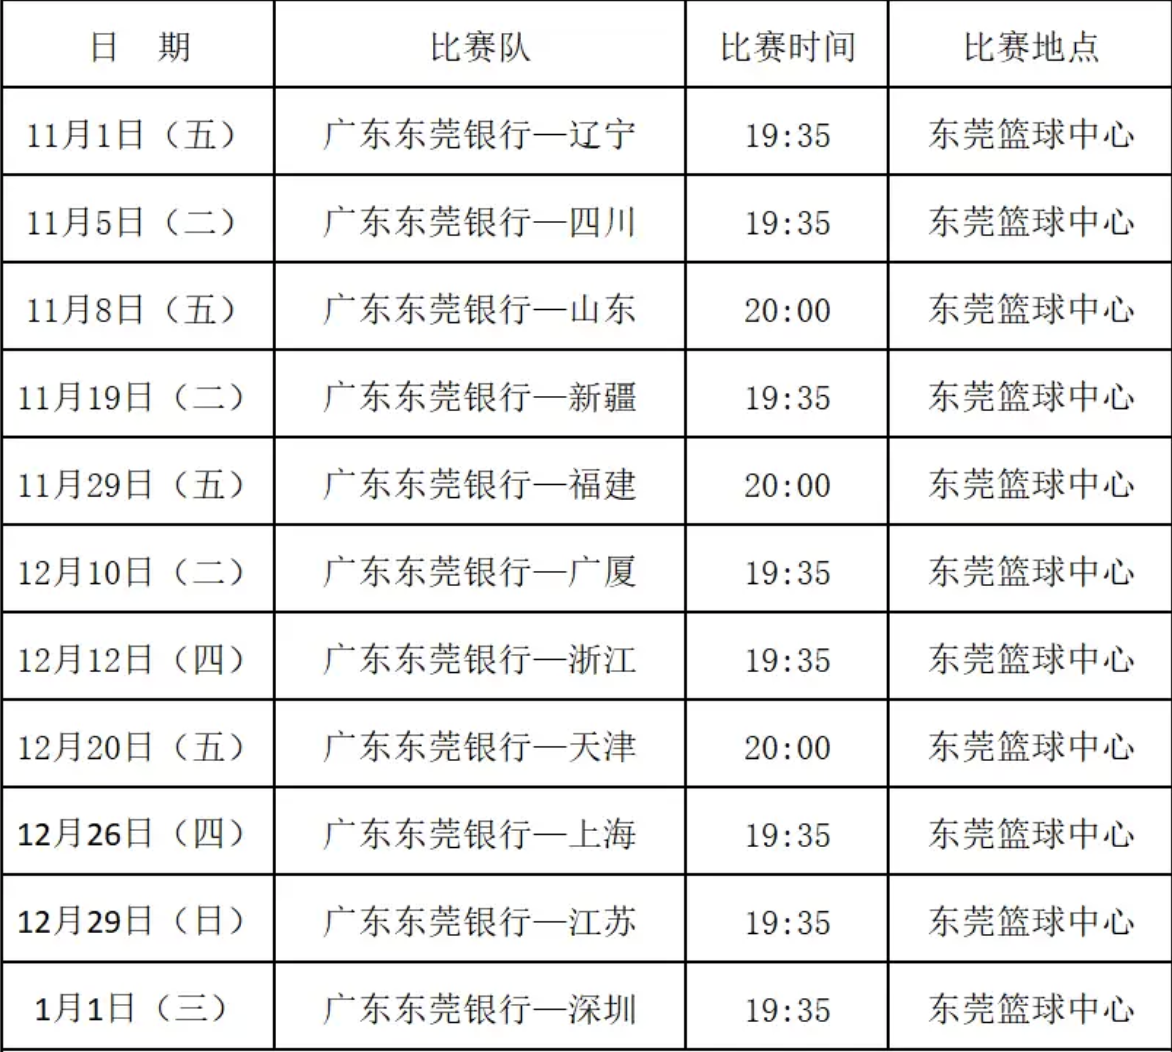 日 期 比赛队 比赛时间 比赛地点
11月1日（五） 广东东莞银行—辽宁 19:35 东莞篮球中心
11月5日（二） 广东东莞银行—四川 19:35 东莞篮球中心
11月8日（五） 广东东莞银行—山东 20:00 东莞篮球中心
11月19日（二） 广东东莞银行—新疆 19:35 东莞篮球中心
11月29日（五） 广东东莞银行—福建 20:00 东莞篮球中心
12月10日（二） 广东东莞银行—广厦 19:35 东莞篮球中心
12月12日（四） 广东东莞银行—浙江 19:35 东莞篮球中心
12月20日（五） 广东东莞银行—天津 20:00 东莞篮球中心
12月26日（四） 广东东莞银行—上海 19:35 东莞篮球中心
12月29日（日） 广东东莞银行—江苏 19:35 东莞篮球中心
1月1日（三） 广东东莞银行—深圳 19:35 东莞篮球中心